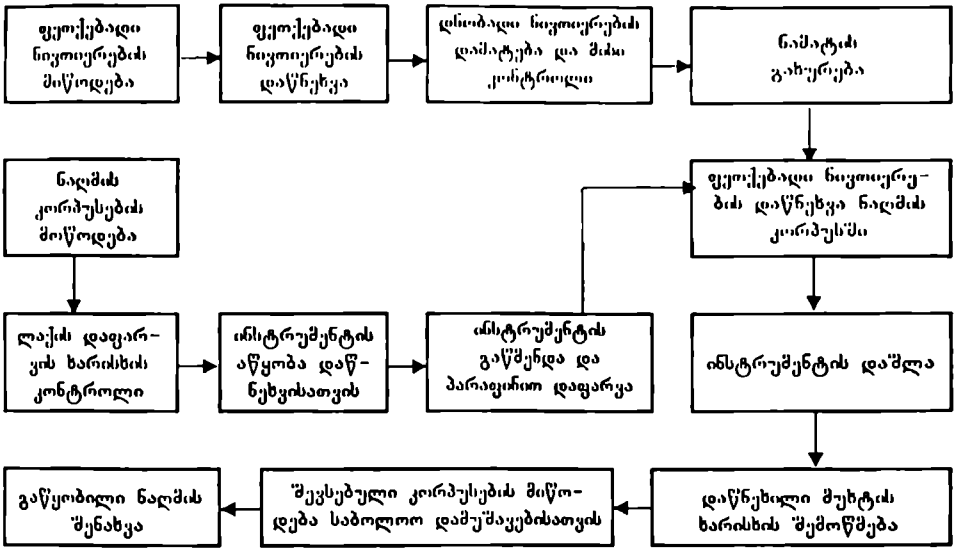 ფეთქებადი
ნივთიერების
მიწოდება
ფეთქებადი
ნივთიერების
დაწნეხვა
დნობადი ნივთიერების
დამატება და მისი
კონტროლი
ნამატის
გახურება
ნაღმის
კორპუსების
მოწოდება
ფეთქებადი ნივთიერე-
ბის დაწნეხვა ნაღმის
კორპუსში
ლაქის დაფარ-
ვის ხარისხის
კონტროლი
ინსტრუმენტის
აწყობა დაწ-
ნეხვისათვის
ინსტრუმენტის
გაწმენდა და
პარაფინით დაფარვა
ინსტრუმენტის დაშლა
გაწყობილი ნაღმის
შენახვა
შევსებული კორპუსების მიწო-
დება საბოლოო დამუშავებისათვის
დაწნეხილი მუხტის
ხარისხის შემოწმება